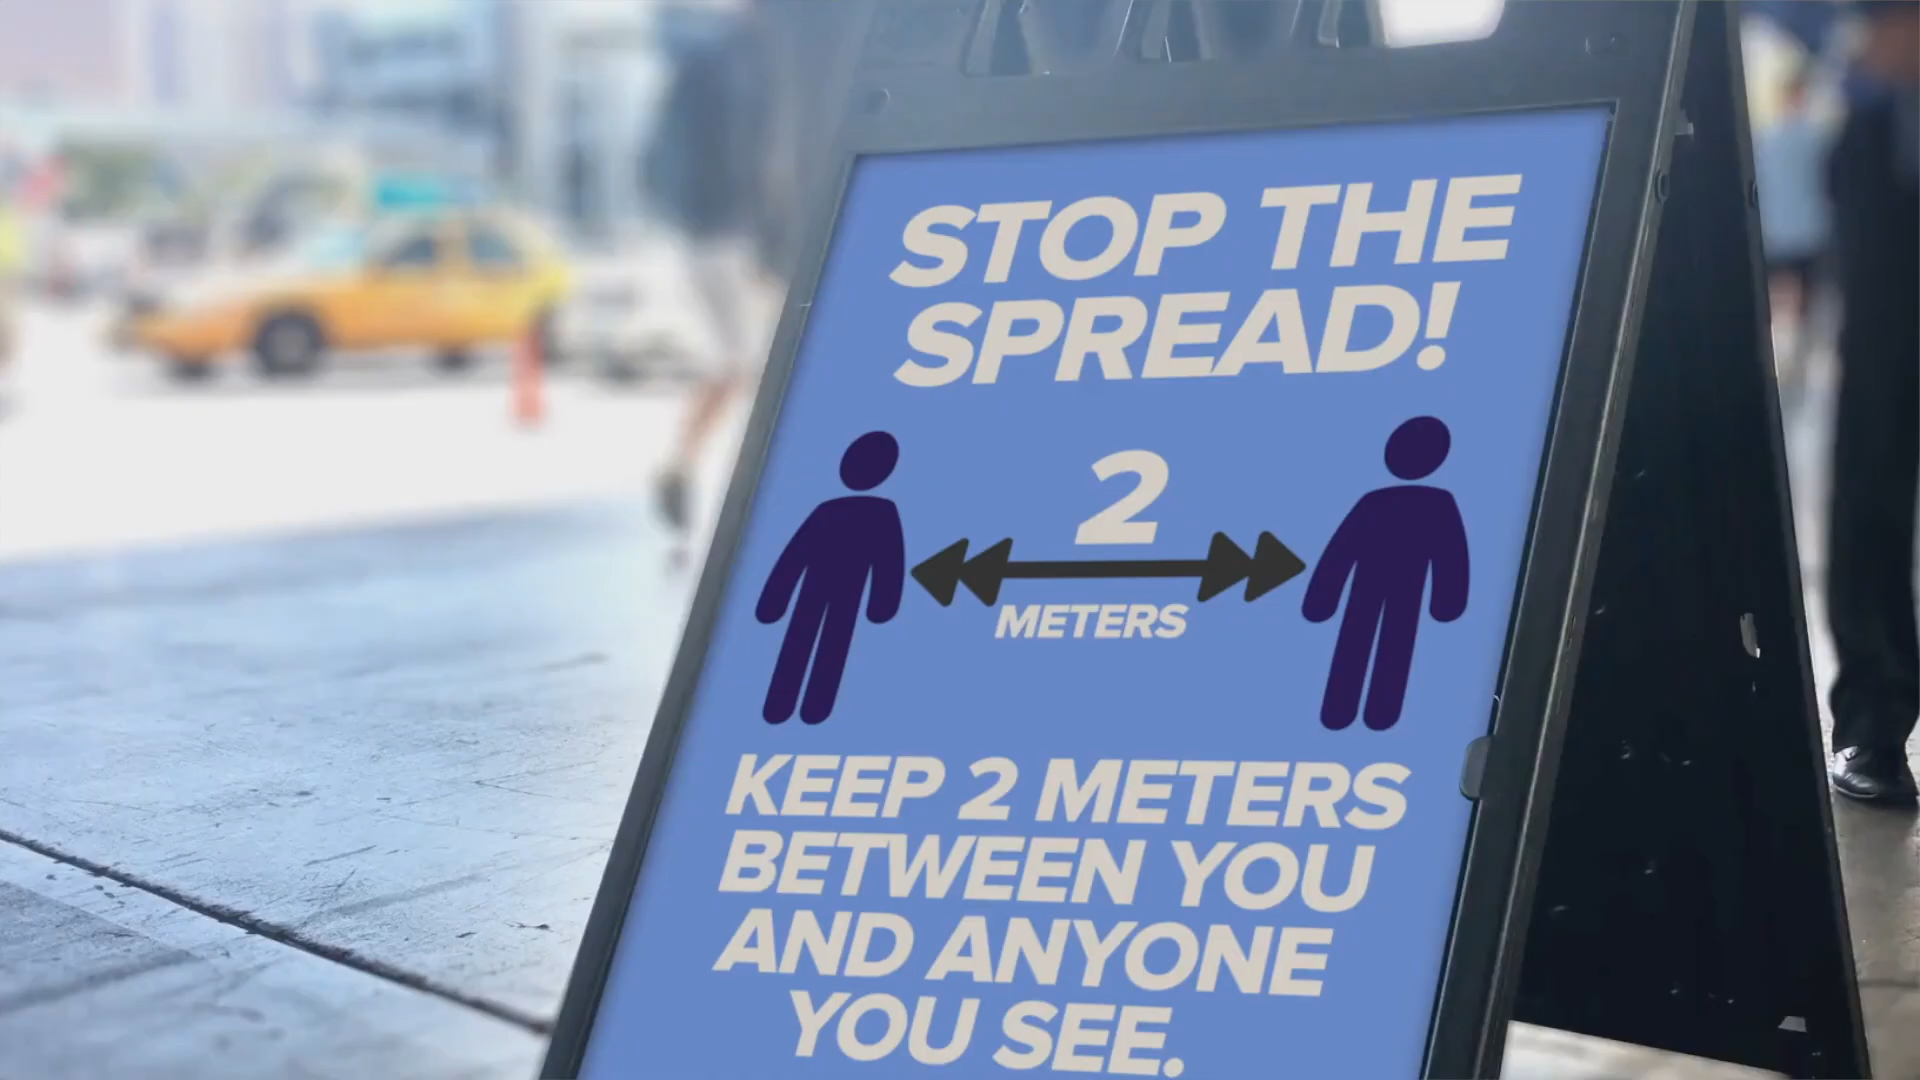 STOP THE
SPREAD!
2
METERS
KEEP 2 METERS
BETWEEN YOU
AND ANYONE
YOU SEE.